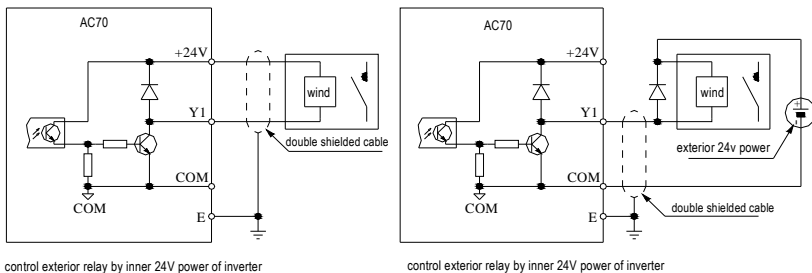 AC70
+24V
wind
Y1
double shielded cable
COM
COM
E
control exterior relay by inner 24V power of inverter
AC70
+24V
wind
Y1
exterior 24v power
COM
COM
double shielded cable
E
control exterior relay by inner 24V power of inverter